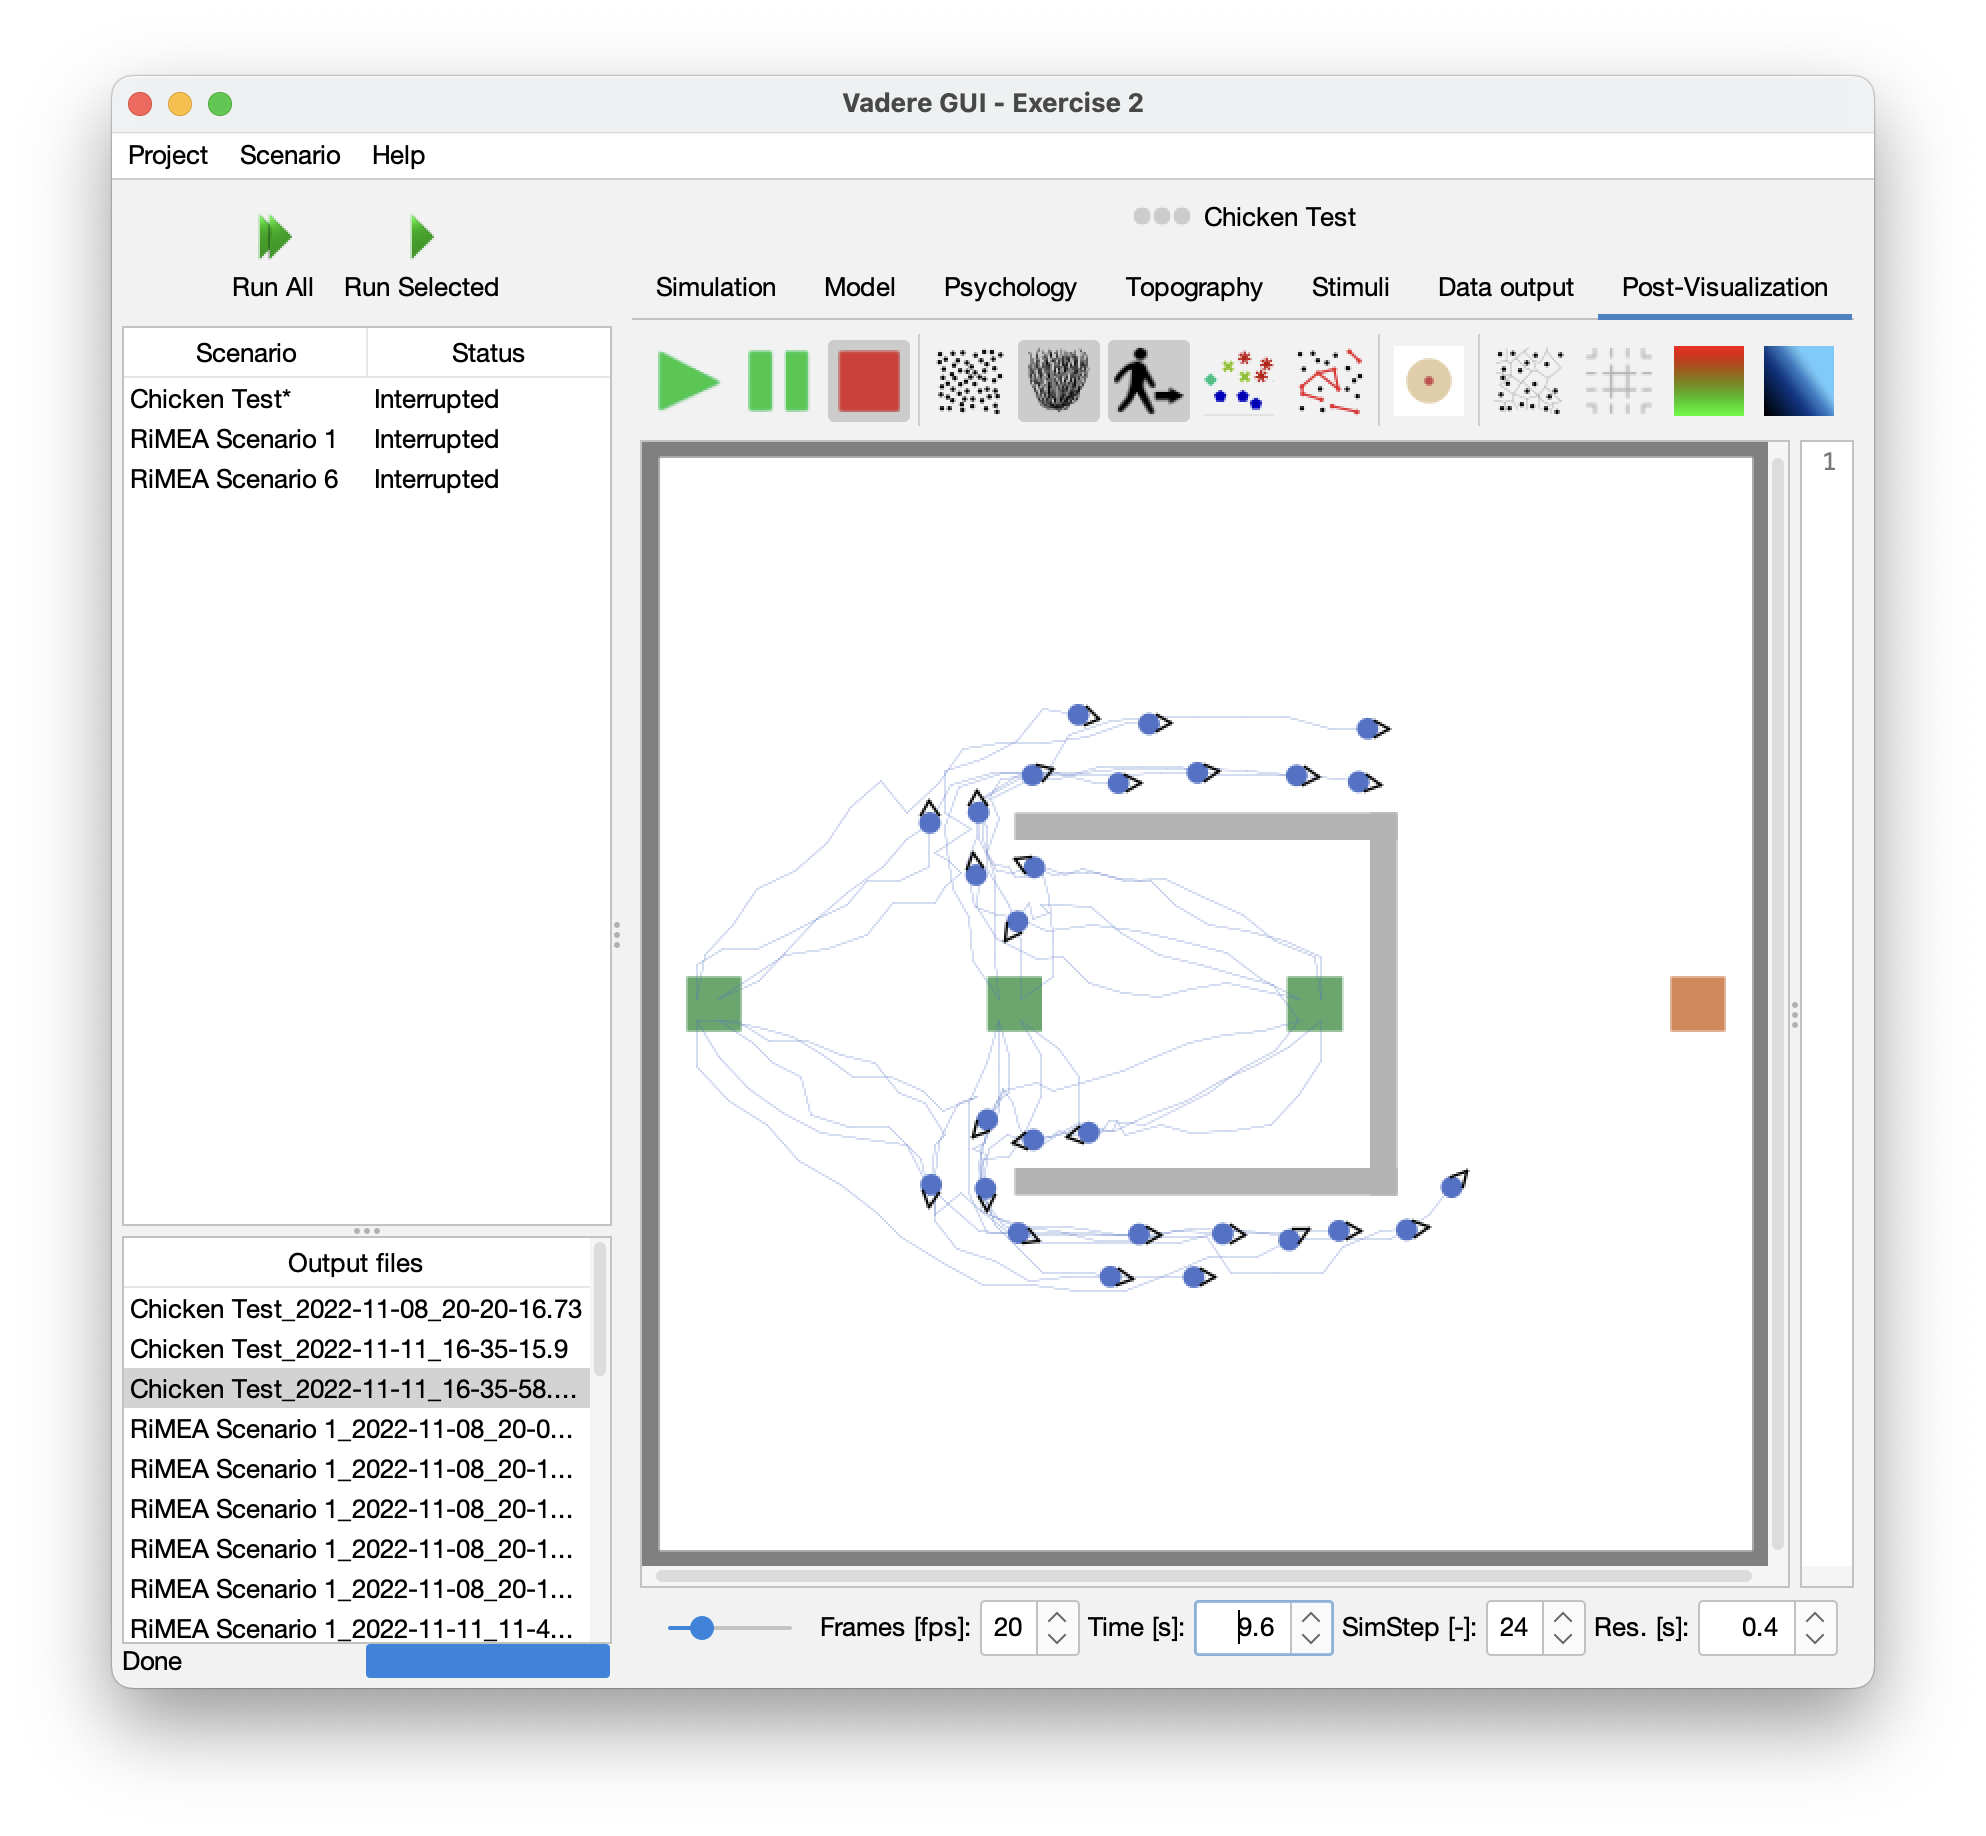 Vadere GUI - Exercise 2
Project Scenario Help
Run All Run Selected
Chicken Test
Simulation Model Psychology Topography Stimuli Data output Post-Visualization
Scenario Status
Chicken Test* Interrupted
RiMEA Scenario 1 Interrupted
RiMEA Scenario 6 Interrupted
1
Output files
Chicken Test_2022-11-08_20-20-16.73
Chicken Test_2022-11-11_16-35-15.9
Chicken Test_2022-11-11_16-35-58....
RiMEA Scenario 1_2022-11-08_20-0...
RiMEA Scenario 1_2022-11-08_20-1...
RiMEA Scenario 1_2022-11-08_20-1...
RiMEA Scenario 1_2022-11-08_20-1...
RiMEA Scenario 1_2022-11-08_20-1...
RiMEA Scenario 1_2022-11-11_11-4...
Done
Frames [fps]: 20 Time [s]: 9.6 SimStep [-]: 24 Res. [s]: 0.4